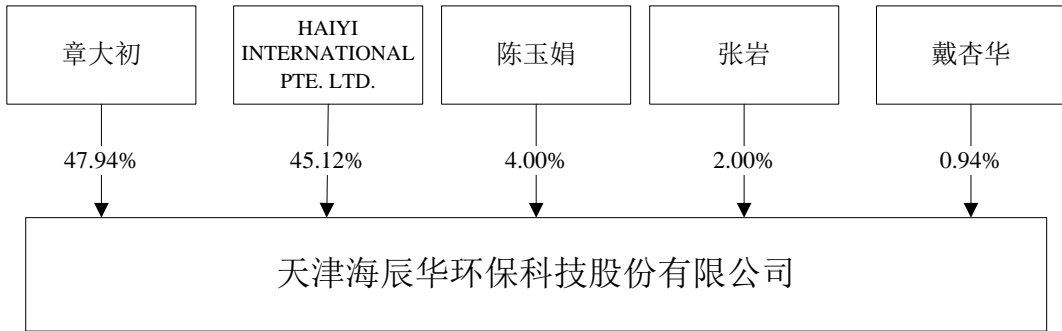 章大初
HAIYI
INTERNATIONAL
PTE. LTD.
陈玉娟
张岩
戴杏华
47.94%
45.12%
4.00%
2.00%
0.94%
天津海辰华环保科技股份有限公司